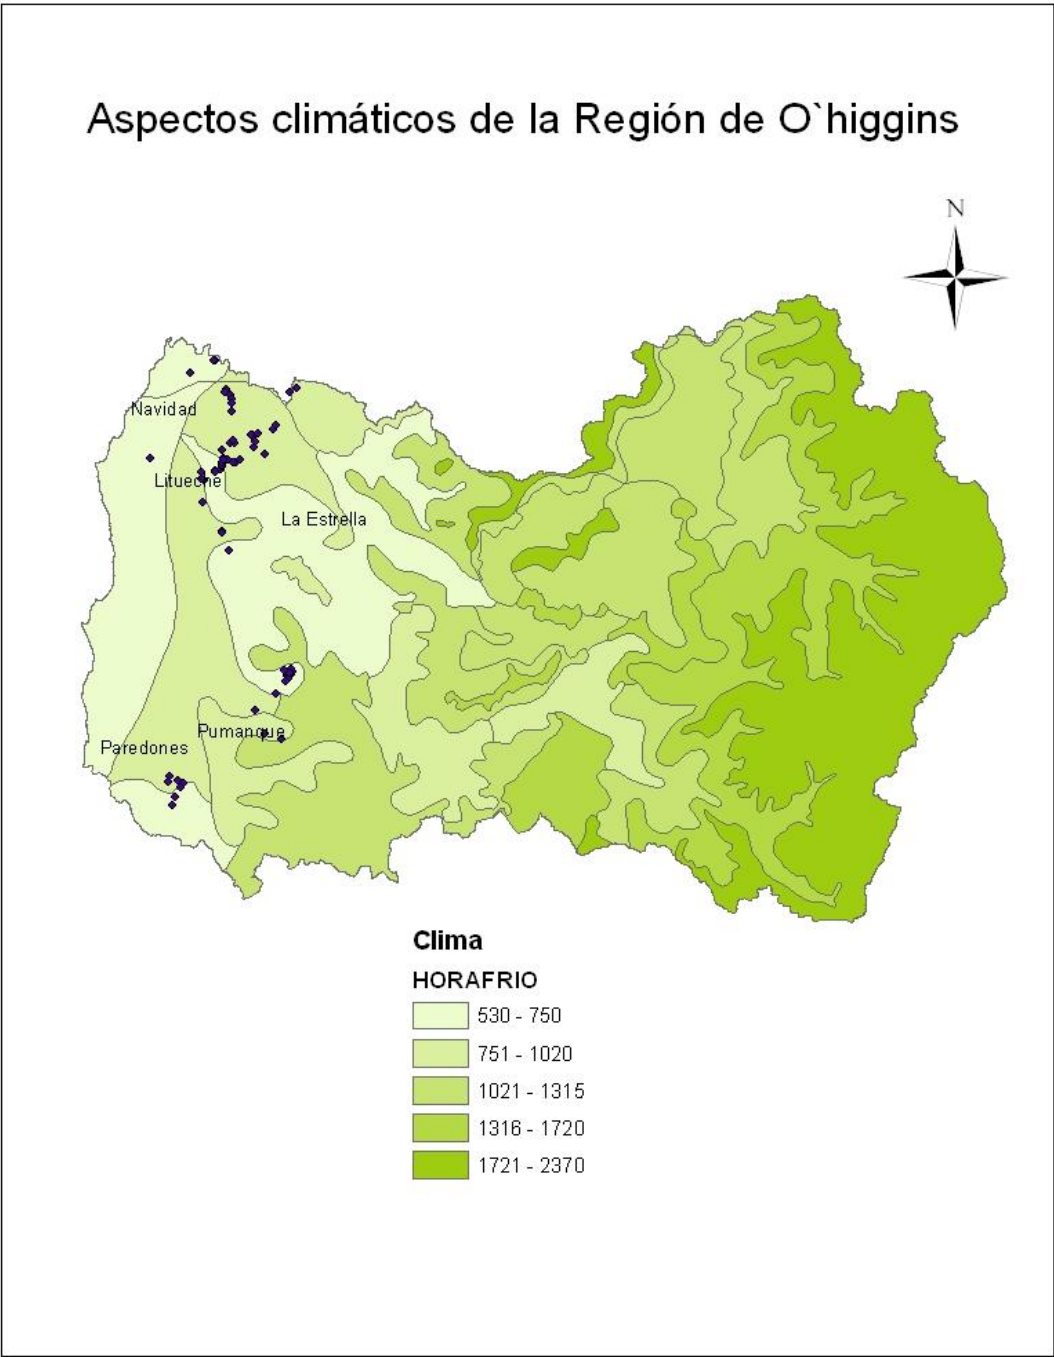 Aspectos climáticos de la Región de O`higgins
N
Navidad
Litueche
La Estrella
Pumanque
Paredones
Clima
HORAFRIO
530 - 750
751 - 1020
1021 - 1315
1316 - 1720
1721 - 2370